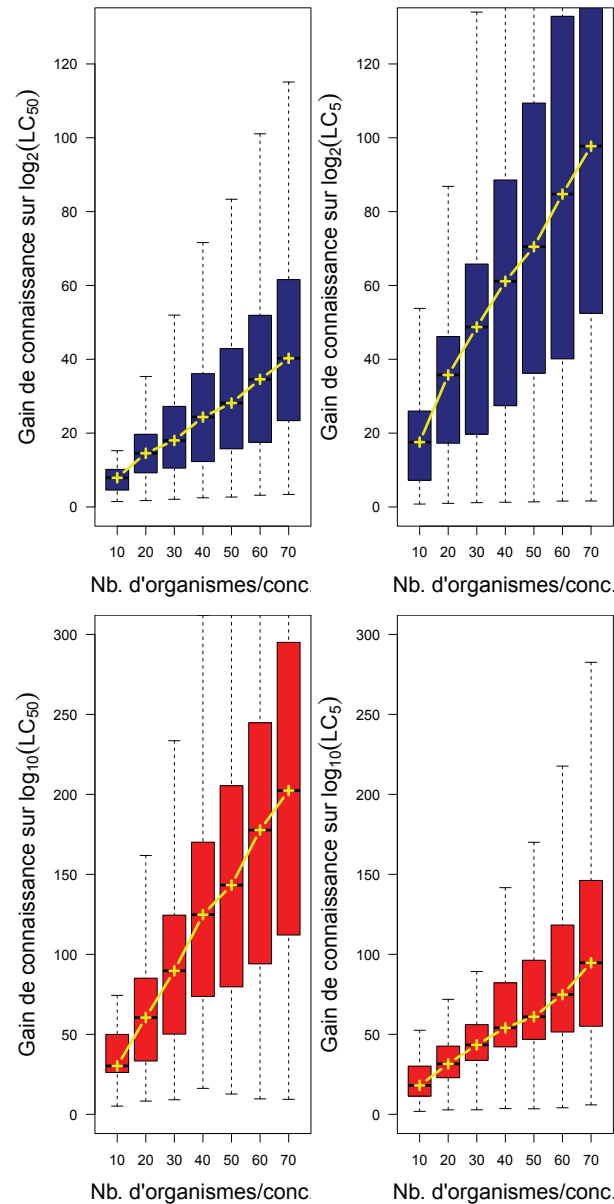 Gain de connaissance sur log₂(LC₅₀)
120
100
80
60
40
20
0
10 20 30 40 50 60 70
Nb. d'organismes/conc.
Gain de connaissance sur log₂(LC₅)
120
100
80
60
40
20
0
10 20 30 40 50 60 70
Nb. d'organismes/conc.
Gain de connaissance sur log₁₀(LC₅₀)
300
250
200
150
100
50
0
10 20 30 40 50 60 70
Nb. d'organismes/conc.
Gain de connaissance sur log₁₀(LC₅)
300
250
200
150
100
50
0
10 20 30 40 50 60 70
Nb. d'organismes/conc.